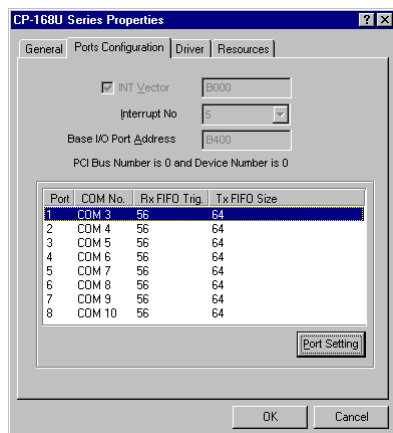 CP-168U Series Properties
General Ports Configuration Driver Resources
INT Vector B000
Interrupt No 5
Base I/O Port Address B400
PCI Bus Number is 0 and Device Number is 0
Port COM No. Rx FIFO Trig. Tx FIFO Size
1 COM 3 56 64
2 COM 4 56 64
3 COM 5 56 64
4 COM 6 56 64
5 COM 7 56 64
6 COM 8 56 64
7 COM 9 56 64
8 COM 10 56 64
Port Setting
OK Cancel